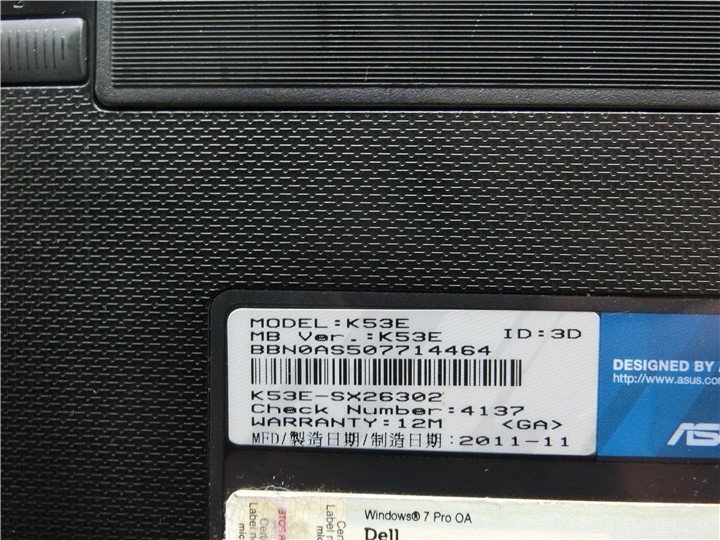 MODEL:K53E
MB Ver.:K53E ID:3D
BBN0AS507714464
K53E-SX26302
Check Number:4137
WARRANTY:12M <GA>
MFD/製造日期/制造日期:2011-11
DESIGNED BY
http://www.asus.com
Windows® 7 Pro OA
Dell
Label